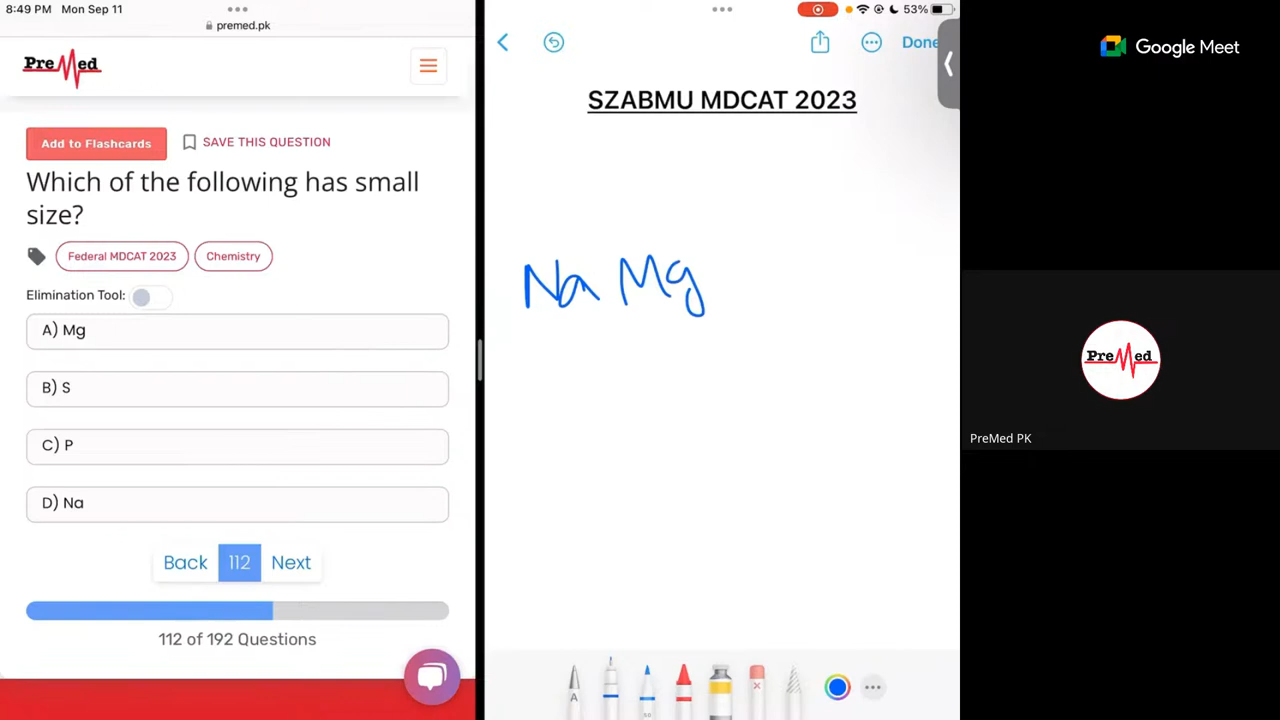 8:49 PM Mon Sep 11
premed.pk
PreMed
Add to Flashcards
SAVE THIS QUESTION
Which of the following has small
size?
Federal MDCAT 2023
Chemistry
Elimination Tool:
A) Mg
B) S
C) P
D) Na
Back 112 Next
112 of 192 Questions
53%
Done
SZABMU MDCAT 2023
Na Mg
A
Google Meet
PreMed
PreMed PK